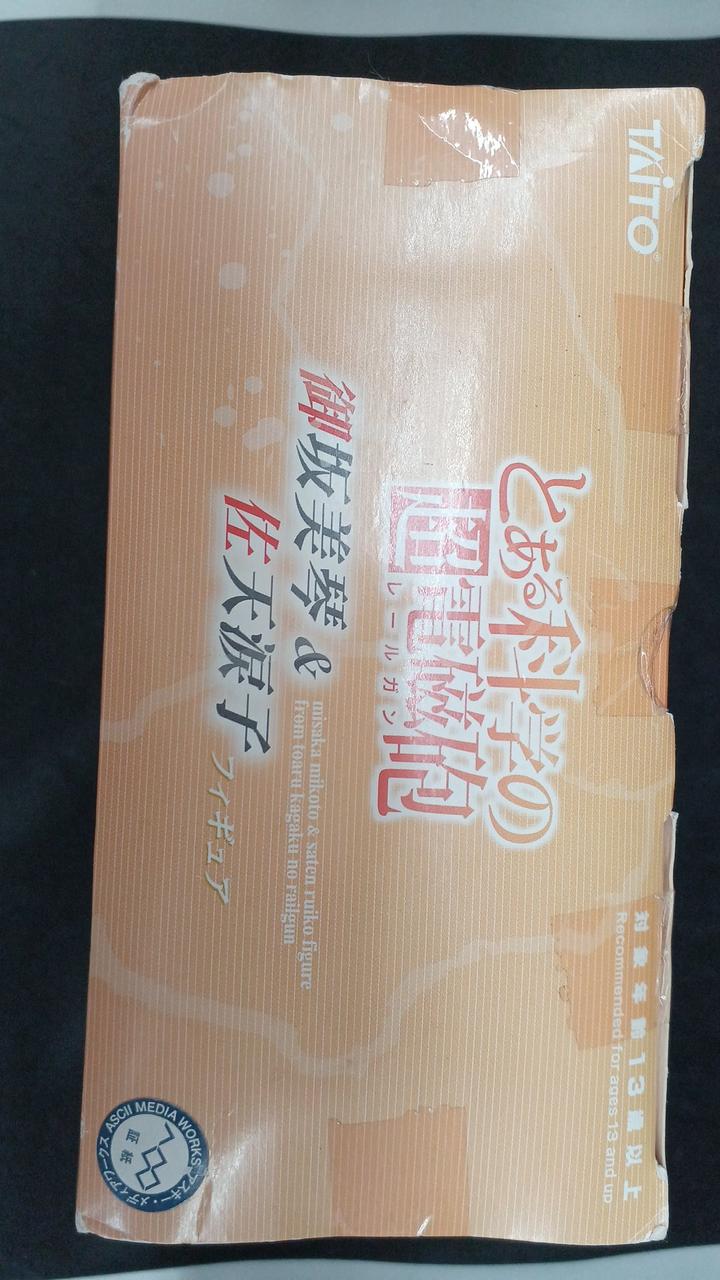 TAITO
対象年齢13歳以上
Recommended for ages 13 and up
とある科学の
超電磁砲
レールガン
御坂美琴 &
佐天涙子 フィギュア
misaka mikoto & saten ruiko figure
from toaru kagaku no railgun
ASCII MEDIA WORKS
アスキー・メディアワークス
証紙